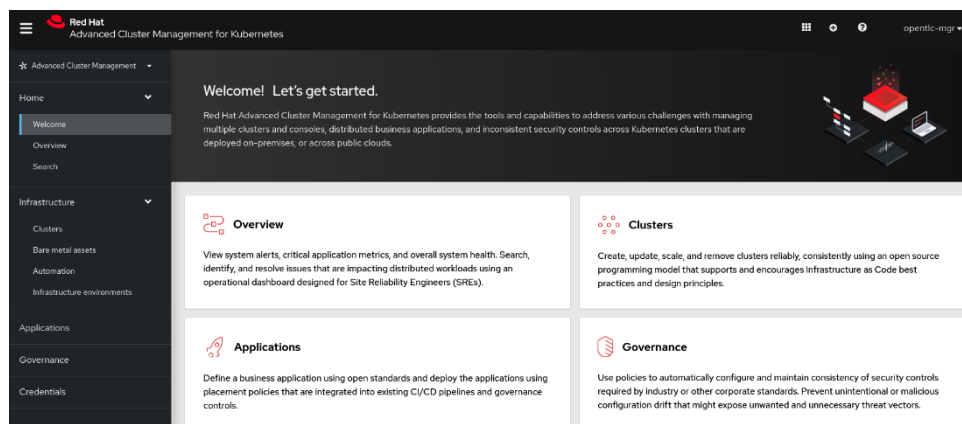 Red Hat
Advanced Cluster Management for Kubernetes
opentlc-mgr
Advanced Cluster Management
Home
Welcome
Overview
Search
Infrastructure
Clusters
Bare metal assets
Automation
Infrastructure environments
Applications
Governance
Credentials
Welcome! Let's get started.
Red Hat Advanced Cluster Management for Kubernetes provides the tools and capabilities to address various challenges with managing
multiple clusters and consoles, distributed business applications, and inconsistent security controls across Kubernetes clusters that are
deployed on-premises, or across public clouds.
Overview
View system alerts, critical application metrics, and overall system health. Search,
identify, and resolve issues that are impacting distributed workloads using an
operational dashboard designed for Site Reliability Engineers (SREs).
Clusters
Create, update, scale, and remove clusters reliably, consistently using an open source
programming model that supports and encourages Infrastructure as Code best
practices and design principles.
Applications
Define a business application using open standards and deploy the applications using
placement policies that are integrated into existing CI/CD pipelines and governance
controls.
Governance
Use policies to automatically configure and maintain consistency of security controls
required by industry or other corporate standards. Prevent unintentional or malicious
configuration drift that might expose unwanted and unnecessary threat vectors.